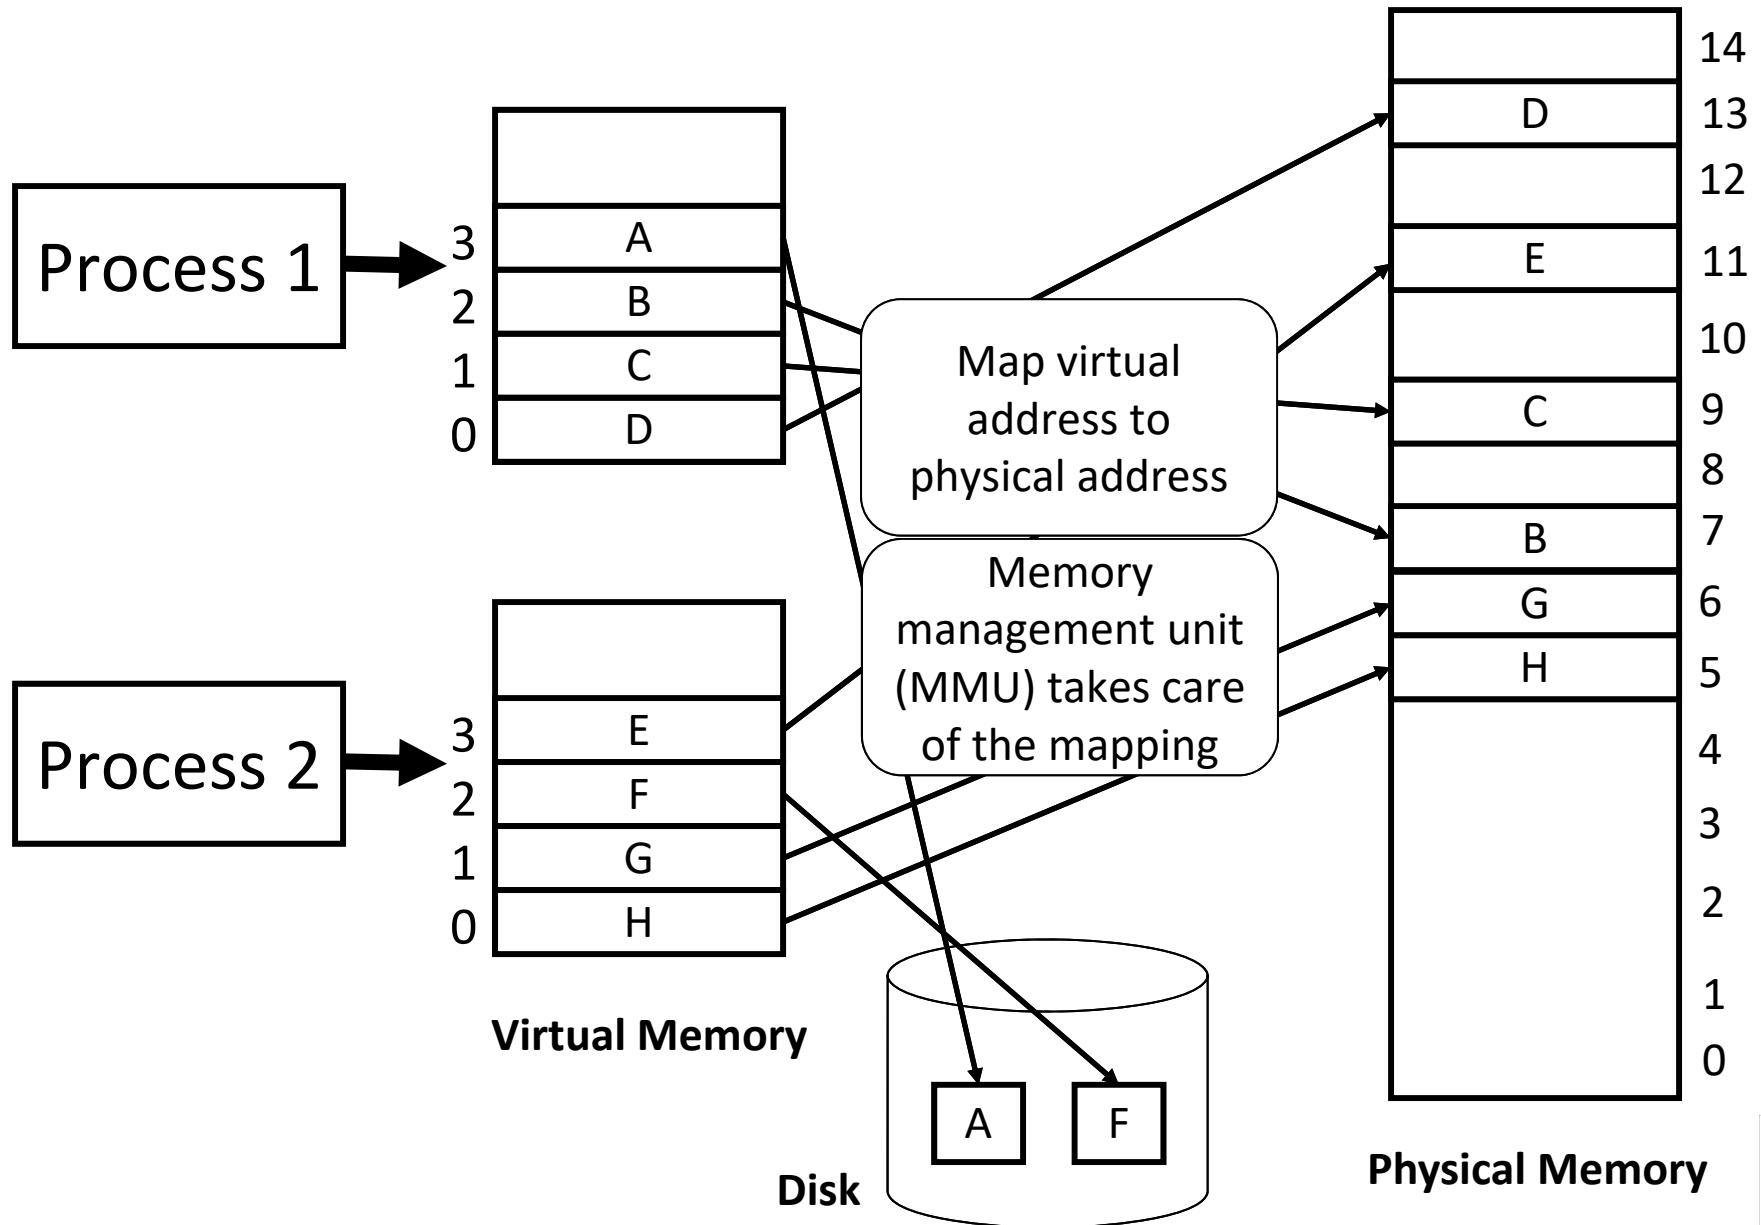 Process 1
3
A
2
B
1
C
0
D
Process 2
3
E
2
F
1
G
0
H
Virtual Memory
Map virtual
address to
physical address
Memory
management unit
(MMU) takes care
of the mapping
A
F
Disk
14
D
13
12
E
11
10
C
9
8
B
7
G
6
H
5
4
3
2
1
0
Physical Memory